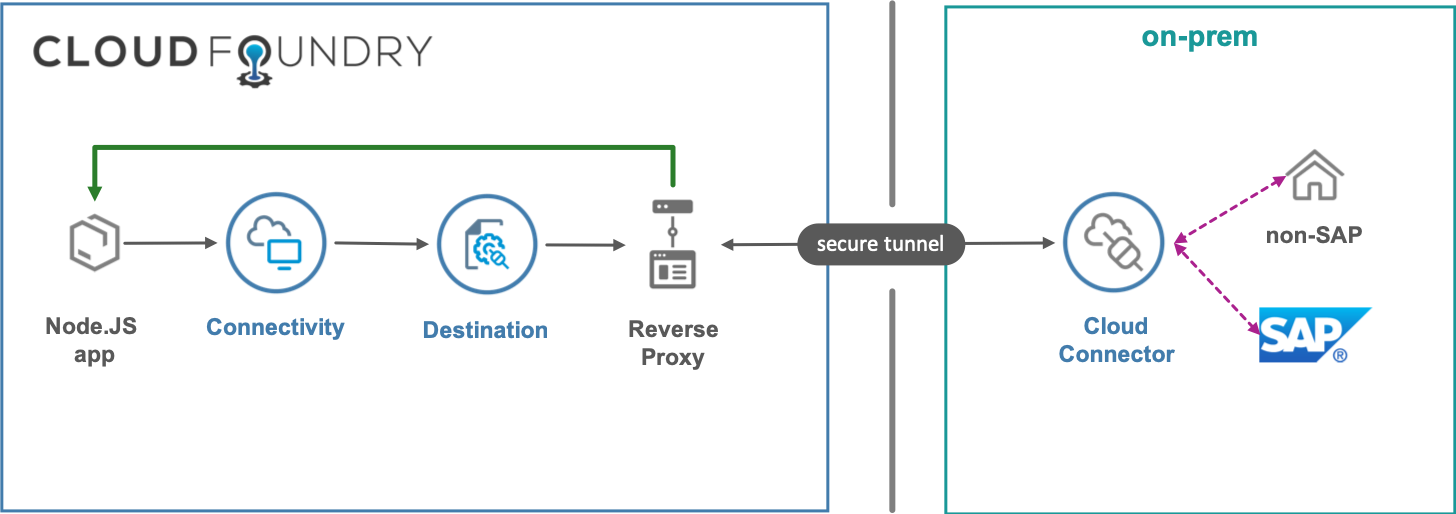 CLOUD FOUNDRY
on-prem
secure tunnel
non-SAP
Node.JS
app
Connectivity
Destination
Reverse
Proxy
Cloud
Connector
SAP®